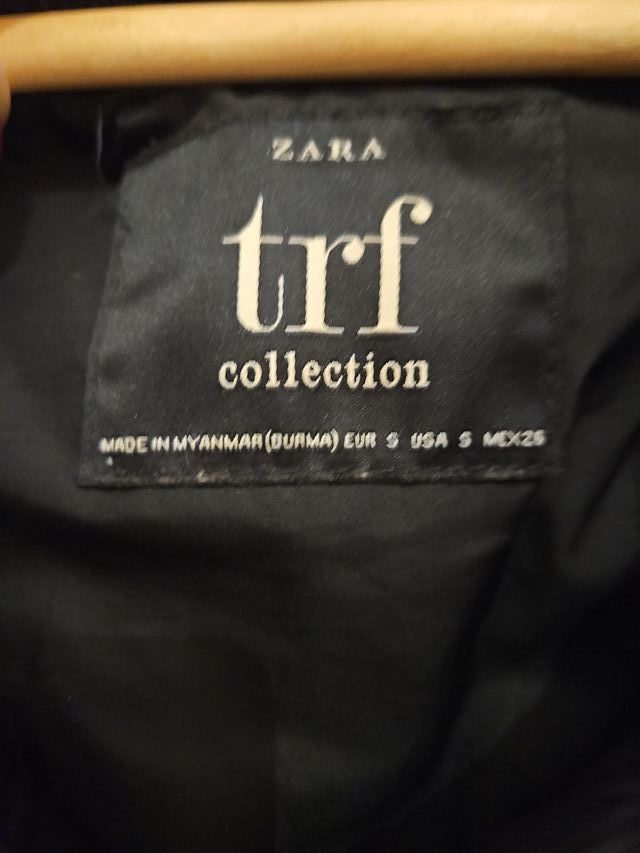 ZARA
trf
collection
MADE IN MYANMAR(BURMA) EUR S USA S MEX26